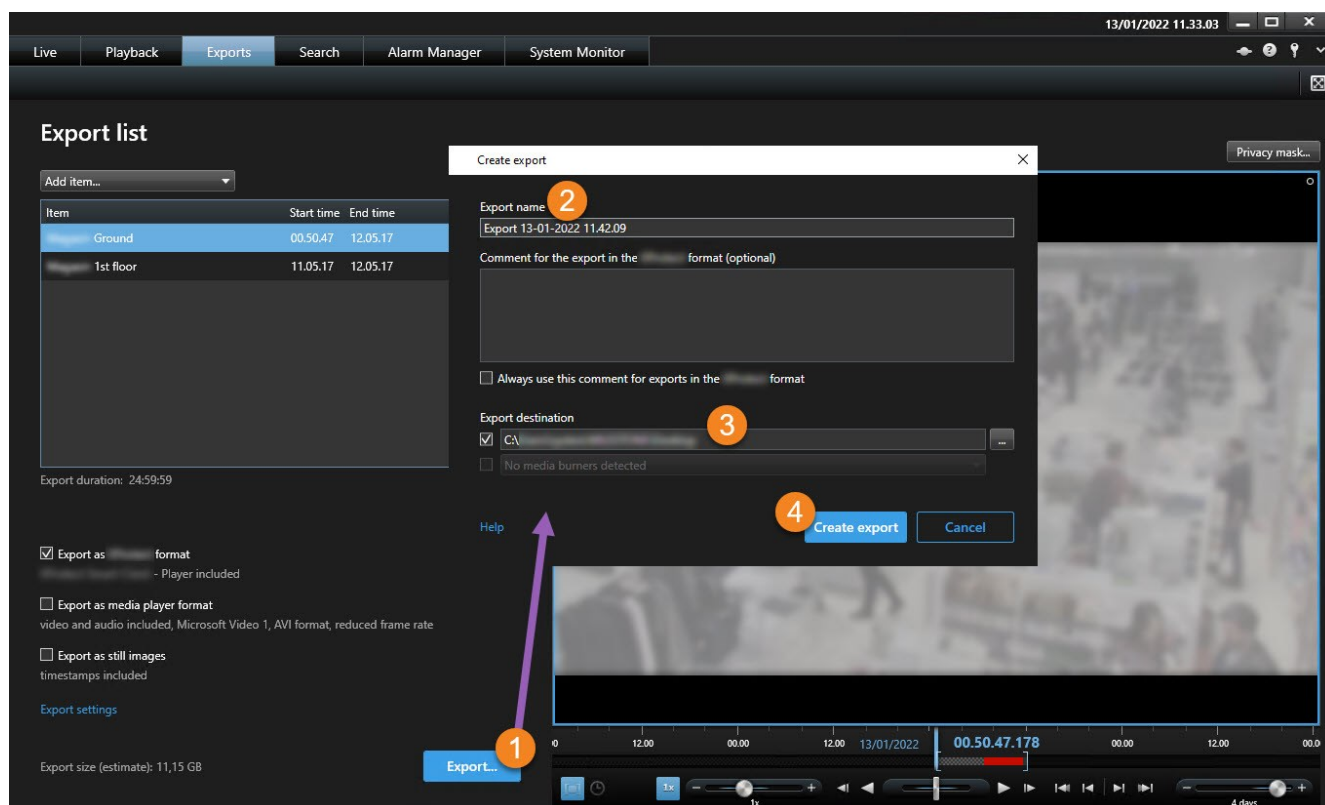 13/01/2022 11.33.03
Live Playback Exports Search Alarm Manager System Monitor
Export list
Privacy mask...
Add item...
Item Start time End time
Ground 00.50.47 12.05.17
1st floor 11.05.17 12.05.17
Export duration: 24:59:59
Export as format
- Player included
Export as media player format
video and audio included, Microsoft Video 1, AVI format, reduced frame rate
Export as still images
timestamps included
Export settings
Export size (estimate): 11,15 GB
Export...
1
Create export
Export name
2
Export 13-01-2022 11.42.09
Comment for the export in the format (optional)
Always use this comment for exports in the format
Export destination
3
C:\
...
No media burners detected
Help
4
Create export
Cancel
12.00 00.00 12.00 13/01/2022 00.50.47.178 00.00 12.00 00.0
1x
1x
4 days